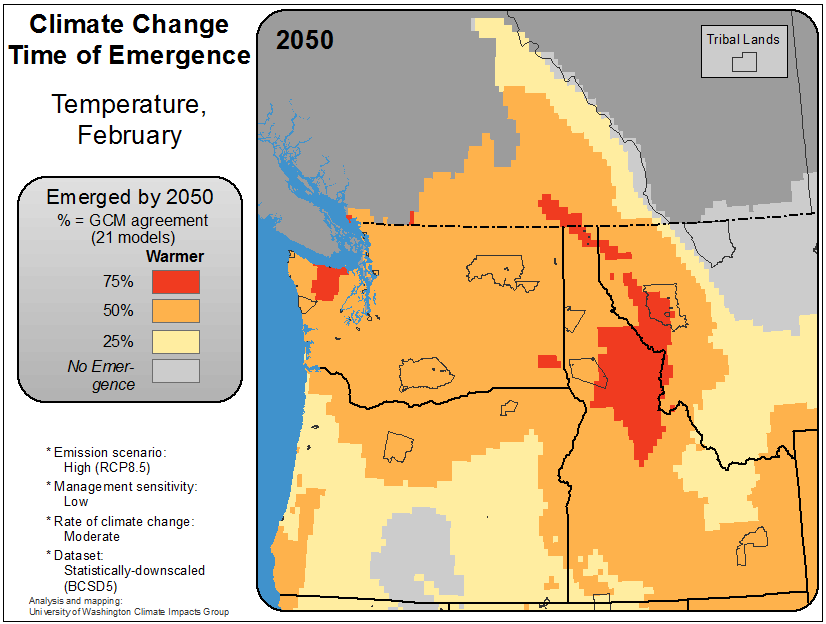 Climate Change
Time of Emergence
Temperature,
February
Emerged by 2050
% = GCM agreement
(21 models)
Warmer
75%
50%
25%
No Emer-
gence
* Emission scenario:
High (RCP8.5)
* Management sensitivity:
Low
* Rate of climate change:
Moderate
* Dataset:
Statistically-downscaled
(BCSD5)
Analysis and mapping:
University of Washington Climate Impacts Group
2050
Tribal Lands